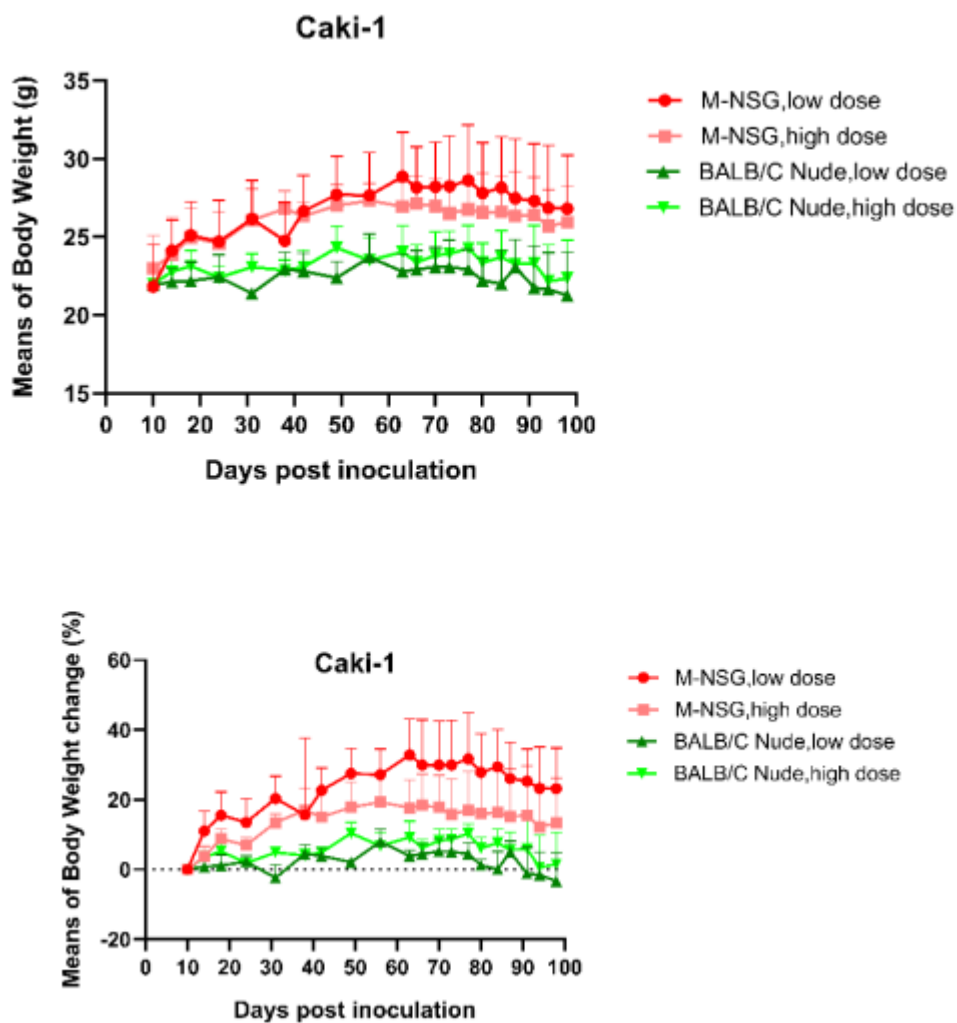 Caki-1
Means of Body Weight (g)
35
30
25
20
15
0 10 20 30 40 50 60 70 80 90 100
Days post inoculation
M-NSG,low dose
M-NSG,high dose
BALB/C Nude,low dose
BALB/C Nude,high dose
Caki-1
Means of Body Weight change (%)
60
40
20
0
-20
0 10 20 30 40 50 60 70 80 90 100
Days post inoculation
M-NSG,low dose
M-NSG,high dose
BALB/C Nude,low dose
BALB/C Nude,high dose